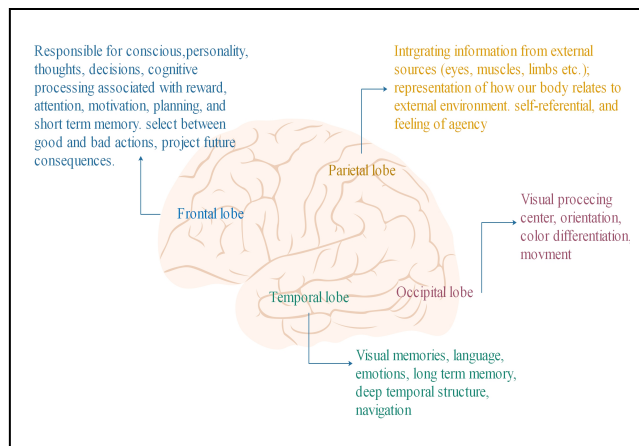 Responsible for conscious,personality,
thoughts, decisions, cognitive
processing associated with reward,
attention, motivation, planning, and
short term memory. select between
good and bad actions, project future
consequences.
Intrgrating information from external
sources (eyes, muscles, limbs etc.);
representation of how our body relates to
external environment. self-referential, and
feeling of agency
Parietal lobe
Frontal lobe
Visual procecing
center, orientation,
color differentiation,
movment
Temporal lobe
Occipital lobe
Visual memories, language,
emotions, long term memory,
deep temporal structure,
navigation